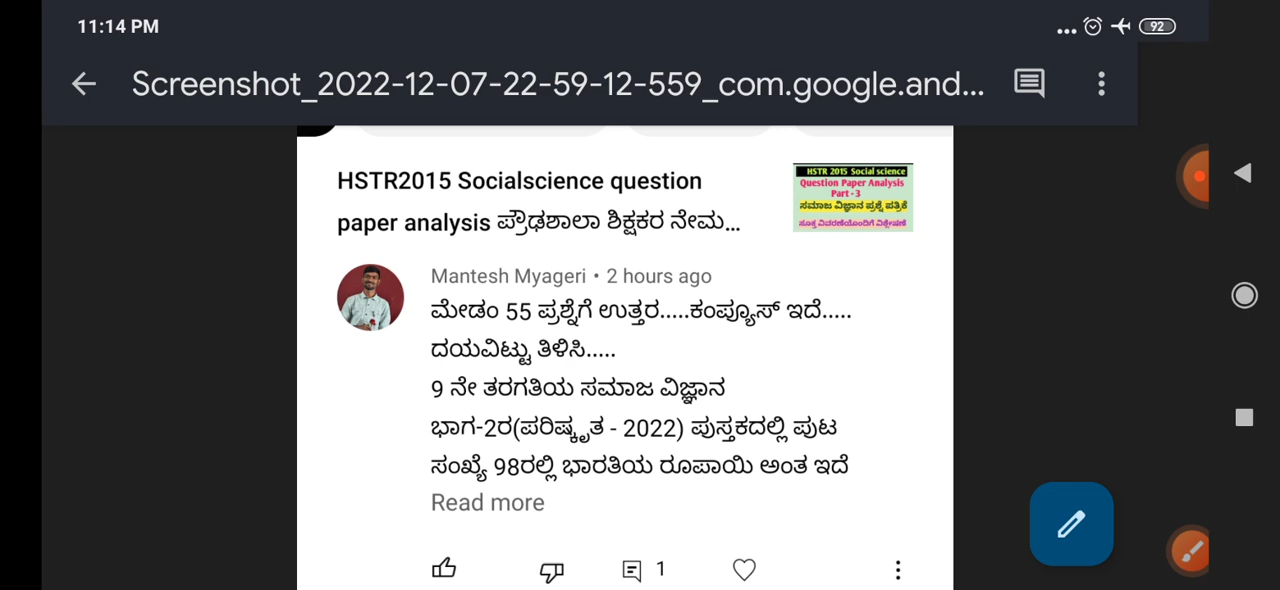 11:14 PM
92
Screenshot_2022-12-07-22-59-12-559_com.google.and...
HSTR2015 Socialscience question
paper analysis ಪ್ರೌಢಶಾಲಾ ಶಿಕ್ಷಕರ ನೇಮ...
HSTR 2015 Social science
Question Paper Analysis
Part - 3
ಸಮಾಜ ವಿಜ್ಞಾನ ಪ್ರಶ್ನೆ ಪತ್ರಿಕೆ
ಸೂಕ್ತ ವಿವರಣೆಯೊಂದಿಗೆ ವಿಶ್ಲೇಷಣೆ
Mantesh Myageri • 2 hours ago
ಮೇಡಂ 55 ಪ್ರಶ್ನೆಗೆ ಉತ್ತರ.....ಕಂಪ್ಯೂಸ್ ಇದೆ.....
ದಯವಿಟ್ಟು ತಿಳಿಸಿ.....
9 ನೇ ತರಗತಿಯ ಸಮಾಜ ವಿಜ್ಞಾನ
ಭಾಗ-2ರ(ಪರಿಷ್ಕೃತ - 2022) ಪುಸ್ತಕದಲ್ಲಿ ಪುಟ
ಸಂಖ್ಯೆ 98ರಲ್ಲಿ ಭಾರತಿಯ ರೂಪಾಯಿ ಅಂತ ಇದೆ
Read more
1